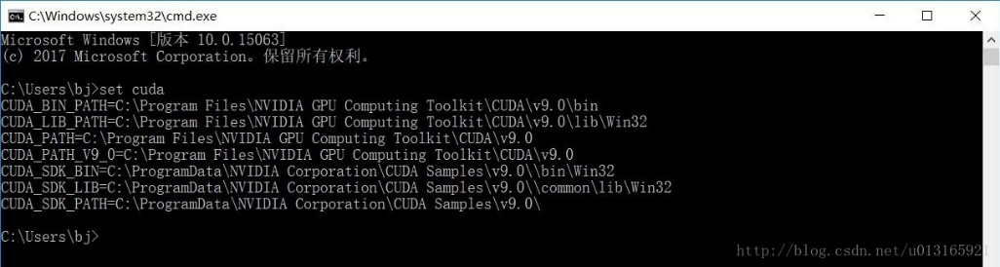 C:\Windows\system32\cmd.exe
Microsoft Windows [版本 10.0.15063]
(c) 2017 Microsoft Corporation。保留所有权利。
C:\Users\bj>set cuda
CUDA_BIN_PATH=C:\Program Files\NVIDIA GPU Computing Toolkit\CUDA\v9.0\bin
CUDA_LIB_PATH=C:\Program Files\NVIDIA GPU Computing Toolkit\CUDA\v9.0\lib\Win32
CUDA_PATH=C:\Program Files\NVIDIA GPU Computing Toolkit\CUDA\v9.0
CUDA_PATH_V9_0=C:\Program Files\NVIDIA GPU Computing Toolkit\CUDA\v9.0
CUDA_SDK_BIN=C:\ProgramData\NVIDIA Corporation\CUDA Samples\v9.0\\bin\Win32
CUDA_SDK_LIB=C:\ProgramData\NVIDIA Corporation\CUDA Samples\v9.0\\common\lib\Win32
CUDA_SDK_PATH=C:\ProgramData\NVIDIA Corporation\CUDA Samples\v9.0\
C:\Users\bj>
http://blog.csdn.net/u013165921